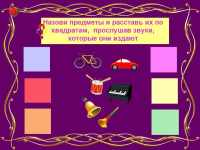 Назови предметы и расставь их по
квадратам, прослушав звуки,
которые они издают